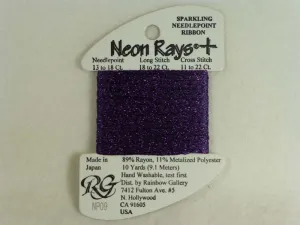 SPARKLING
NEEDLEPOINT
RIBBON
Neon Rays+
Needlepoint
13 to 18 Ct.
Long Stitch
18 to 22 Ct.
Cross Stitch
11 to 22 Ct.
Made in
Japan
89% Rayon, 11% Metalized Polyester
10 Yards (9.1 Meters)
Hand Washable, test first
Dist. by Rainbow Gallery
7412 Fulton Ave. #5
N. Hollywood
CA 91605
USA
RG
NP09